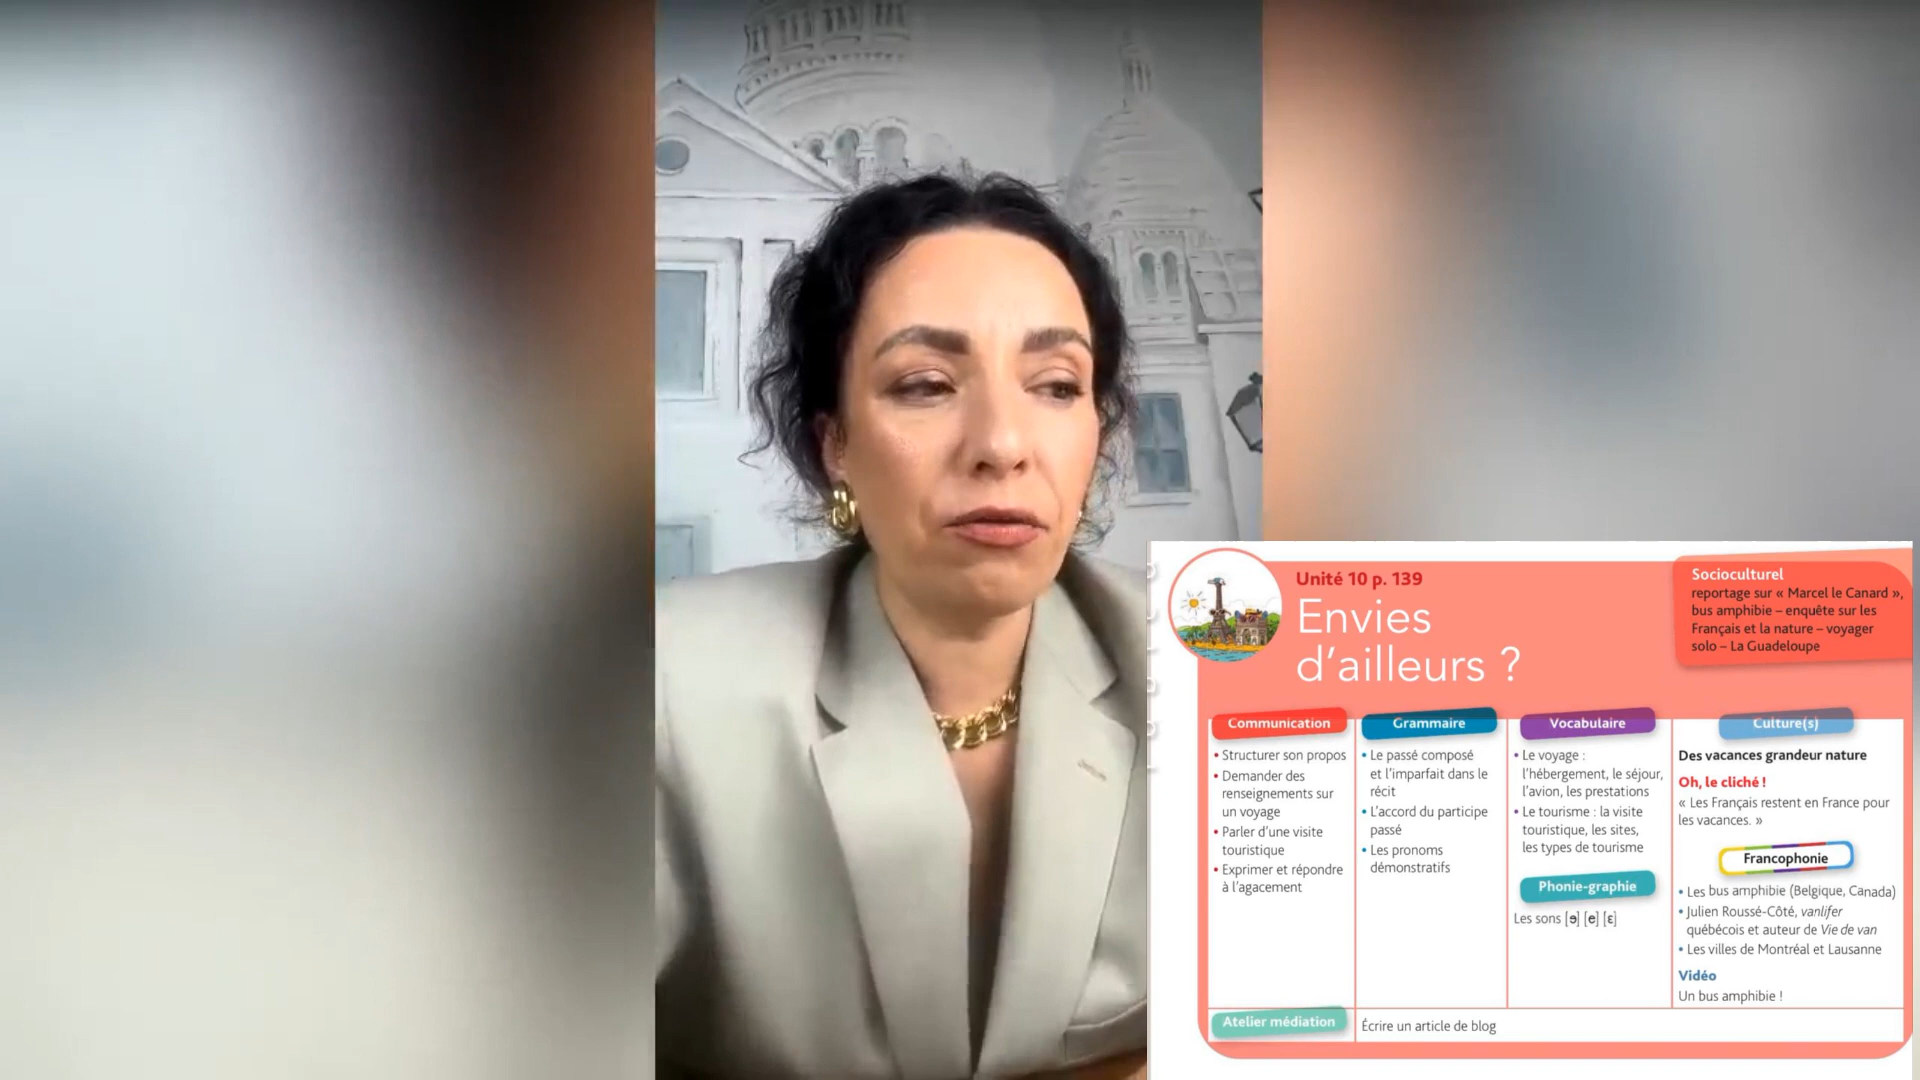 Unité 10 p. 139
Envies
d'ailleurs ?
Socioculturel
reportage sur « Marcel le Canard »,
bus amphibie – enquête sur les
Français et la nature – voyager
solo – La Guadeloupe
Communication
• Structurer son propos
• Demander des
renseignements sur
un voyage
• Parler d'une visite
touristique
• Exprimer et répondre
à l'agacement
Grammaire
• Le passé composé
et l'imparfait dans le
récit
• L'accord du participe
passé
• Les pronoms
démonstratifs
Vocabulaire
• Le voyage :
l'hébergement, le séjour,
l'avion, les prestations
• Le tourisme : la visite
touristique, les sites,
les types de tourisme
Phonie-graphie
Les sons [ə] [e] [ɛ]
Culture(s)
Des vacances grandeur nature
Oh, le cliché !
« Les Français restent en France pour
les vacances. »
Francophonie
• Les bus amphibie (Belgique, Canada)
• Julien Roussé-Côté, vanlifer
québécois et auteur de Vie de van
• Les villes de Montréal et Lausanne
Vidéo
Un bus amphibie !
Atelier médiation
Écrire un article de blog